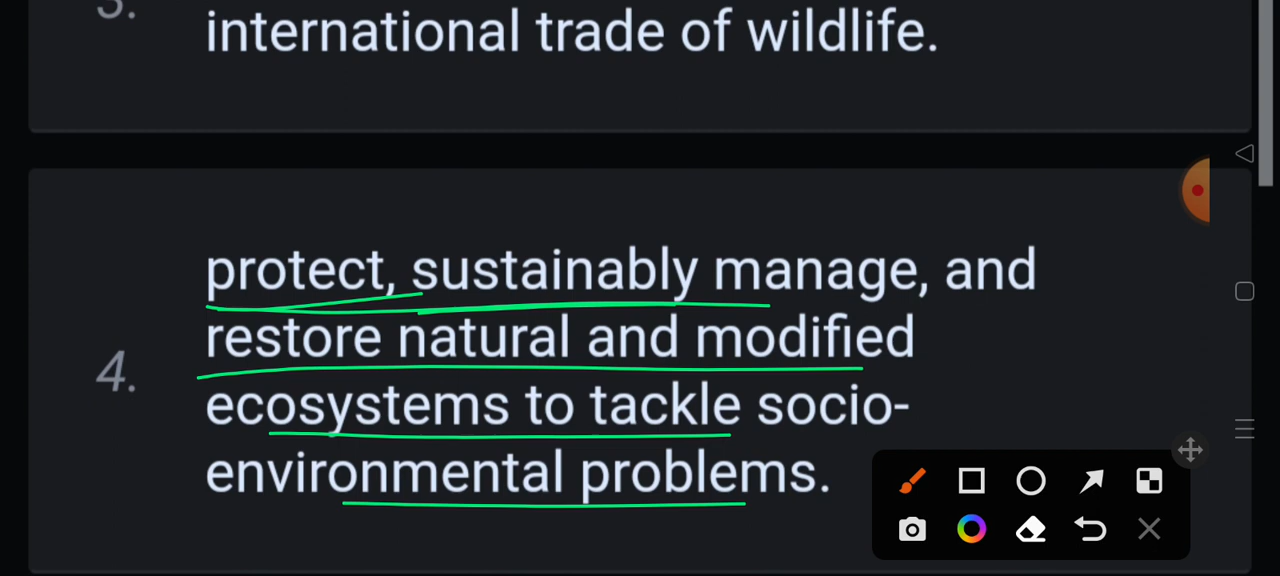 3.
international trade of wildlife.
protect, sustainably manage, and
restore natural and modified
4.
ecosystems to tackle socio-
environmental problems.